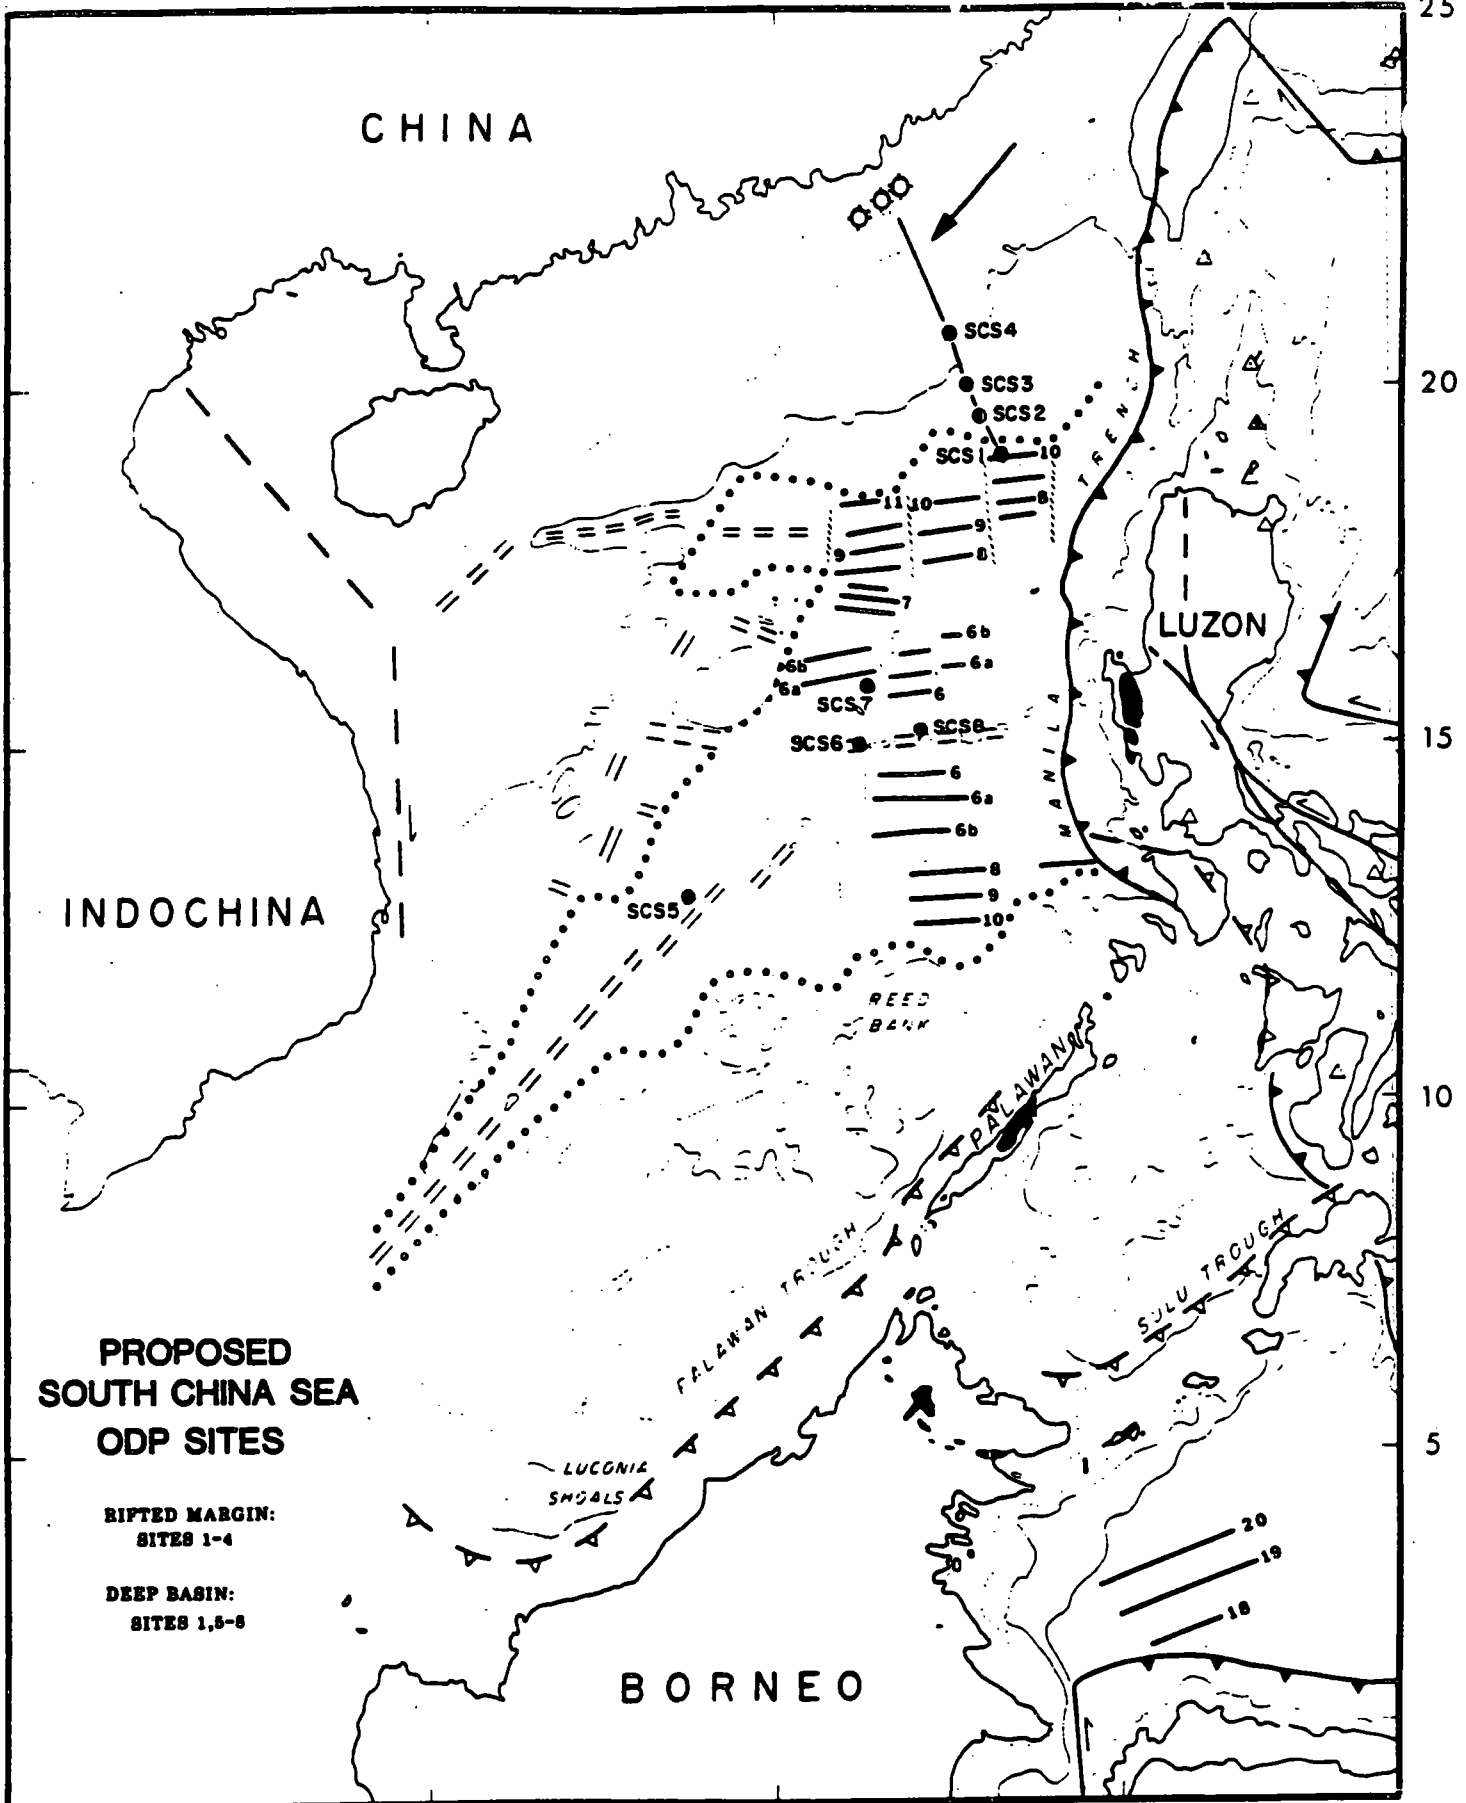 25
CHINA
SCS4
20
SCS3
SCS2
SCS1
10
TRENCH
11
10
8
9
9
8
7
LUZON
6b
6b
6a
6a
SCS7
6
MANILA
SCS8
SCS6
15
6
6a
6b
8
SCS5
9
INDOCHINA
10
REED
BANK
PALAWAN
10
PALAWAN TROUGH
SULU TROUGH
PROPOSED
SOUTH CHINA SEA
ODP SITES
5
LUCONIA
SHOALS
RIFTED MARGIN:
SITES 1-4
20
19
DEEP BASIN:
SITES 1,5-8
18
BORNEO